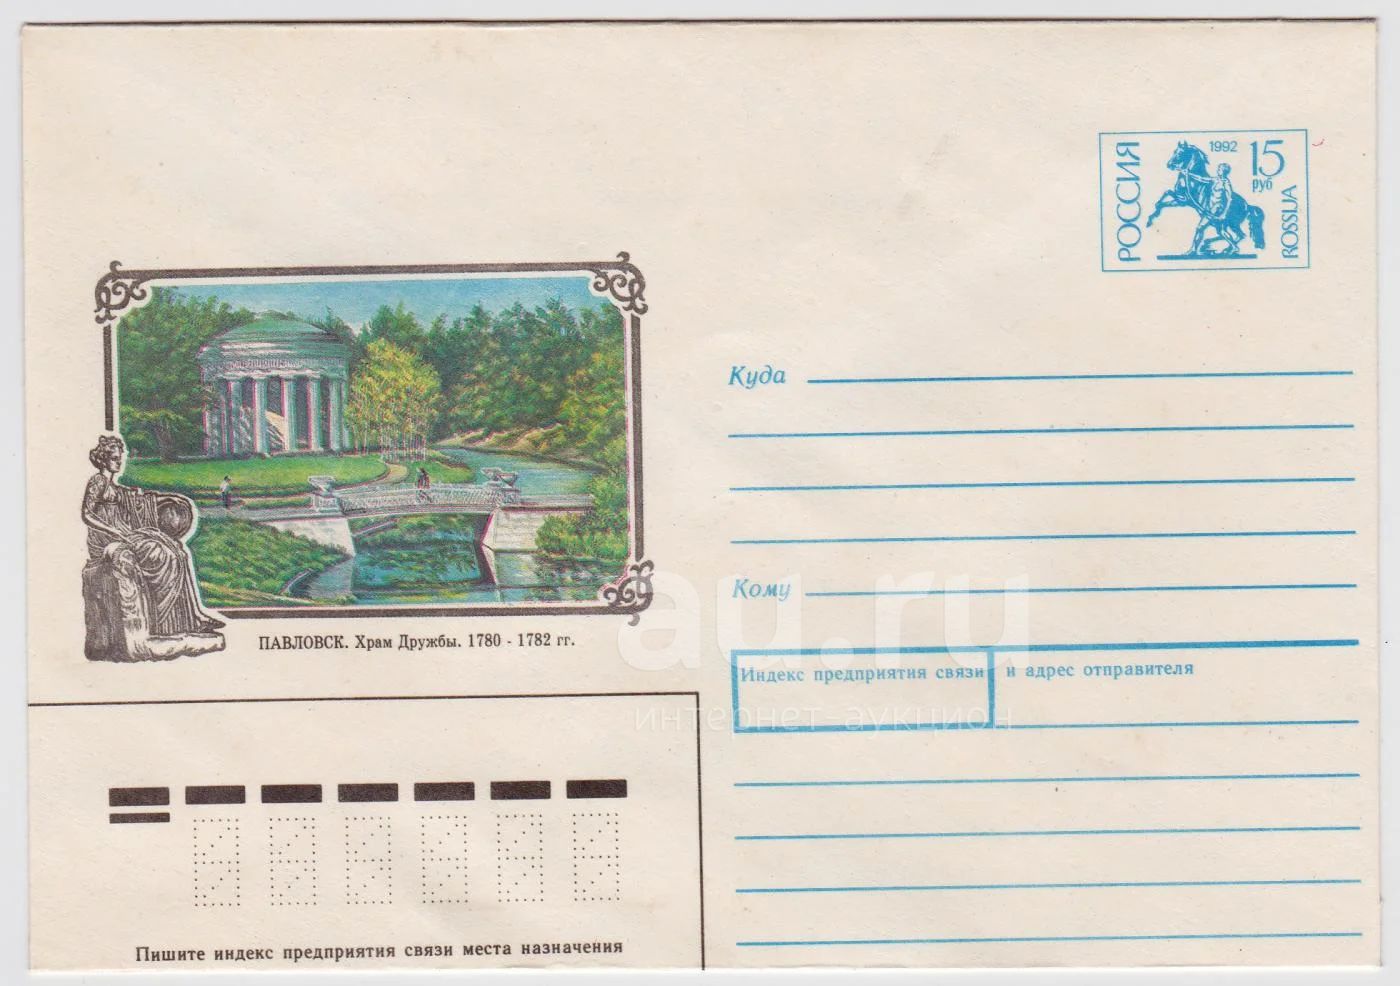 РОССИЯ
1992
15
руб
ROSSIJA
Куда
ПАВЛОВСК. Храм Дружбы. 1780 - 1782 гг.
Кому
Индекс предприятия связи и адрес отправителя
au.ru
интернет-аукцион
Пишите индекс предприятия связи места назначения